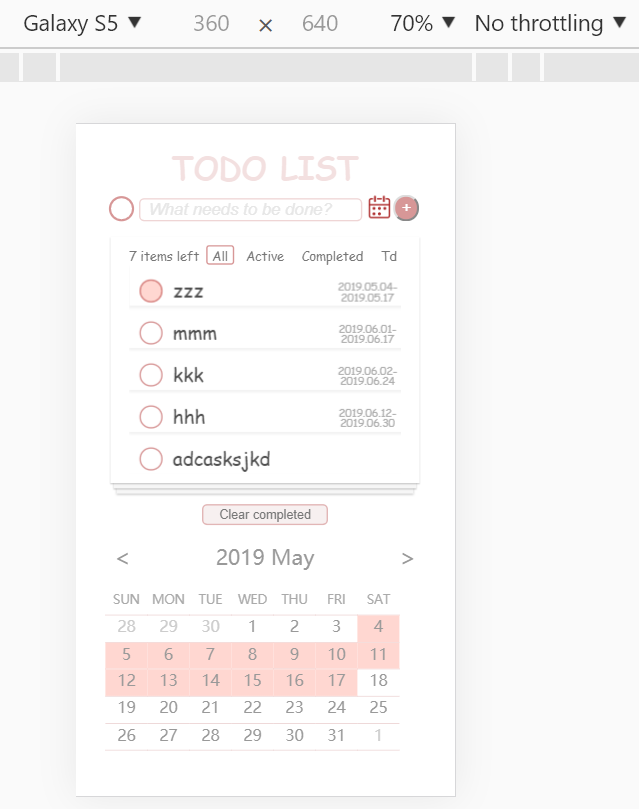 Galaxy S5 ▼ 360 × 640 70% ▼ No throttling ▼
TODO LIST
What needs to be done? +
7 items left All Active Completed Td
zzz 2019.05.04-
2019.05.17
mmm 2019.06.01-
2019.06.17
kkk 2019.06.02-
2019.06.24
hhh 2019.06.12-
2019.06.30
adcasksjkd
Clear completed
< 2019 May >
SUN MON TUE WED THU FRI SAT
28 29 30 1 2 3 4
5 6 7 8 9 10 11
12 13 14 15 16 17 18
19 20 21 22 23 24 25
26 27 28 29 30 31 1